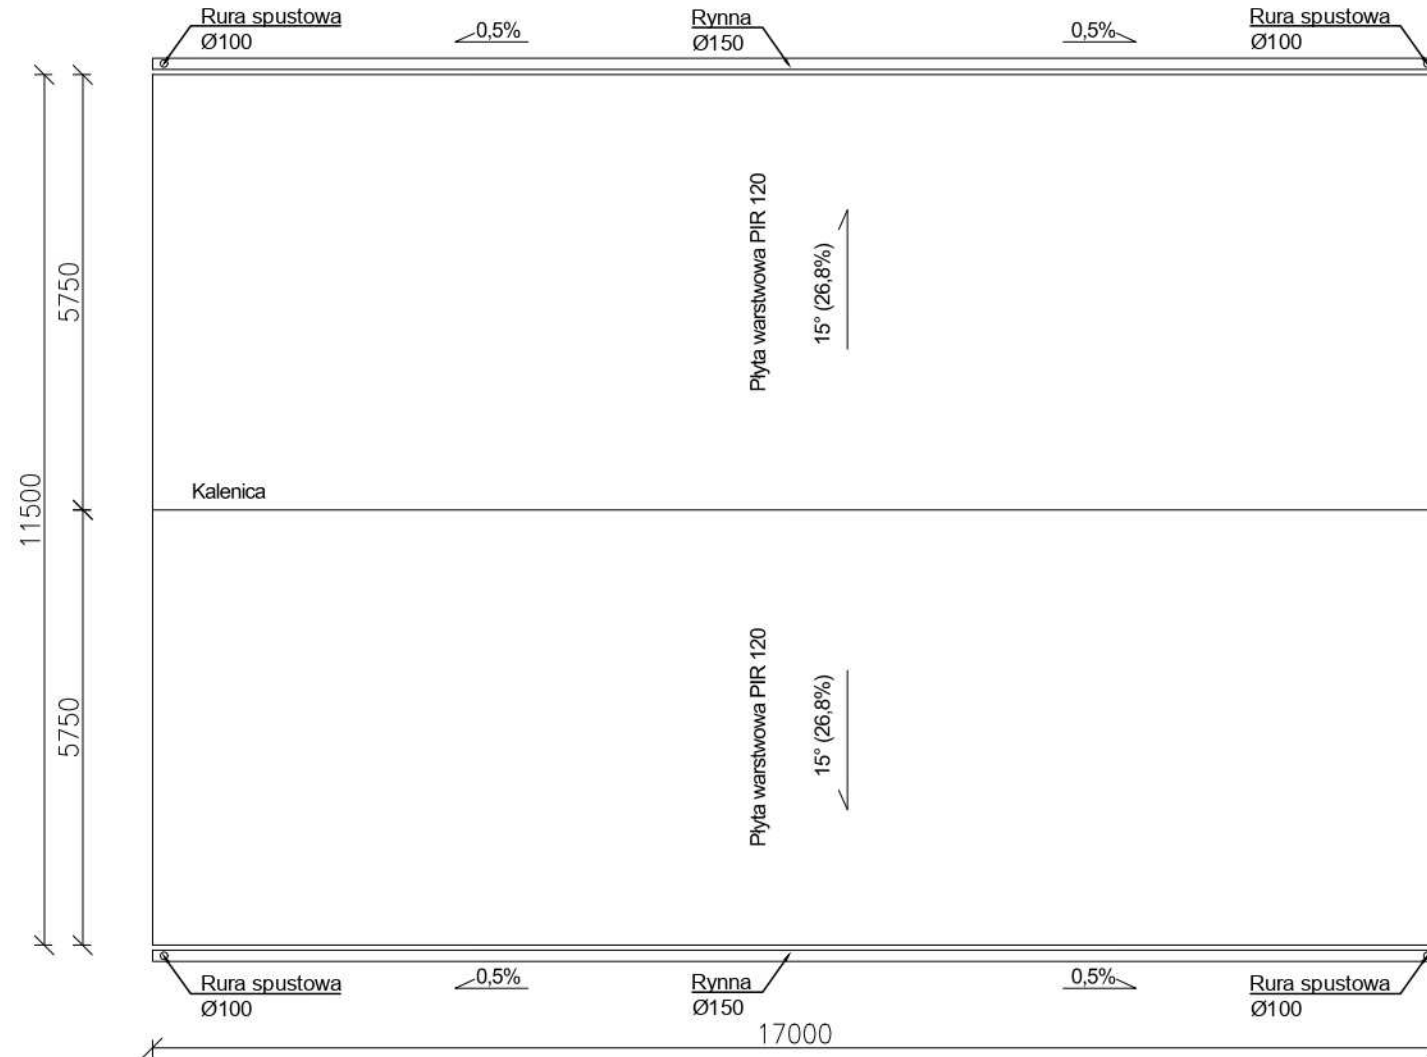 Rura spustowa
Ø100
0,5%
Rynna
Ø150
0,5%
Rura spustowa
Ø100
5750
Płyta warstwowa PIR 120
15° (26,8%)
11500
Kalenica
5750
Płyta warstwowa PIR 120
15° (26,8%)
Rura spustowa
Ø100
0,5%
Rynna
Ø150
0,5%
Rura spustowa
Ø100
17000